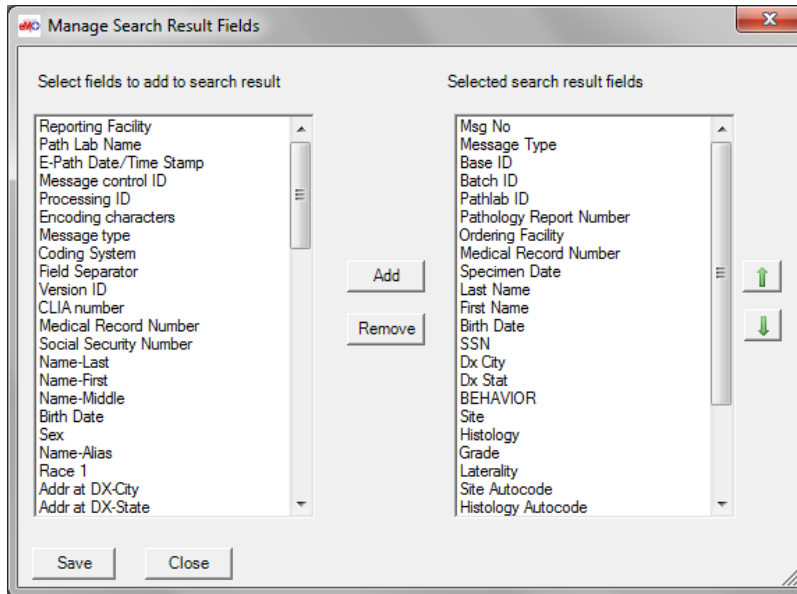 eMO Manage Search Result Fields
Select fields to add to search result
Reporting Facility
Path Lab Name
E-Path Date/Time Stamp
Message control ID
Processing ID
Encoding characters
Message type
Coding System
Field Separator
Version ID
CLIA number
Medical Record Number
Social Security Number
Name-Last
Name-First
Name-Middle
Birth Date
Sex
Name-Alias
Race 1
Addr at DX-City
Addr at DX-State
Add
Remove
Selected search result fields
Msg No
Message Type
Base ID
Batch ID
Pathlab ID
Pathology Report Number
Ordering Facility
Medical Record Number
Specimen Date
Last Name
First Name
Birth Date
SSN
Dx City
Dx Stat
BEHAVIOR
Site
Histology
Grade
Laterality
Site Autocode
Histology Autocode
Save
Close